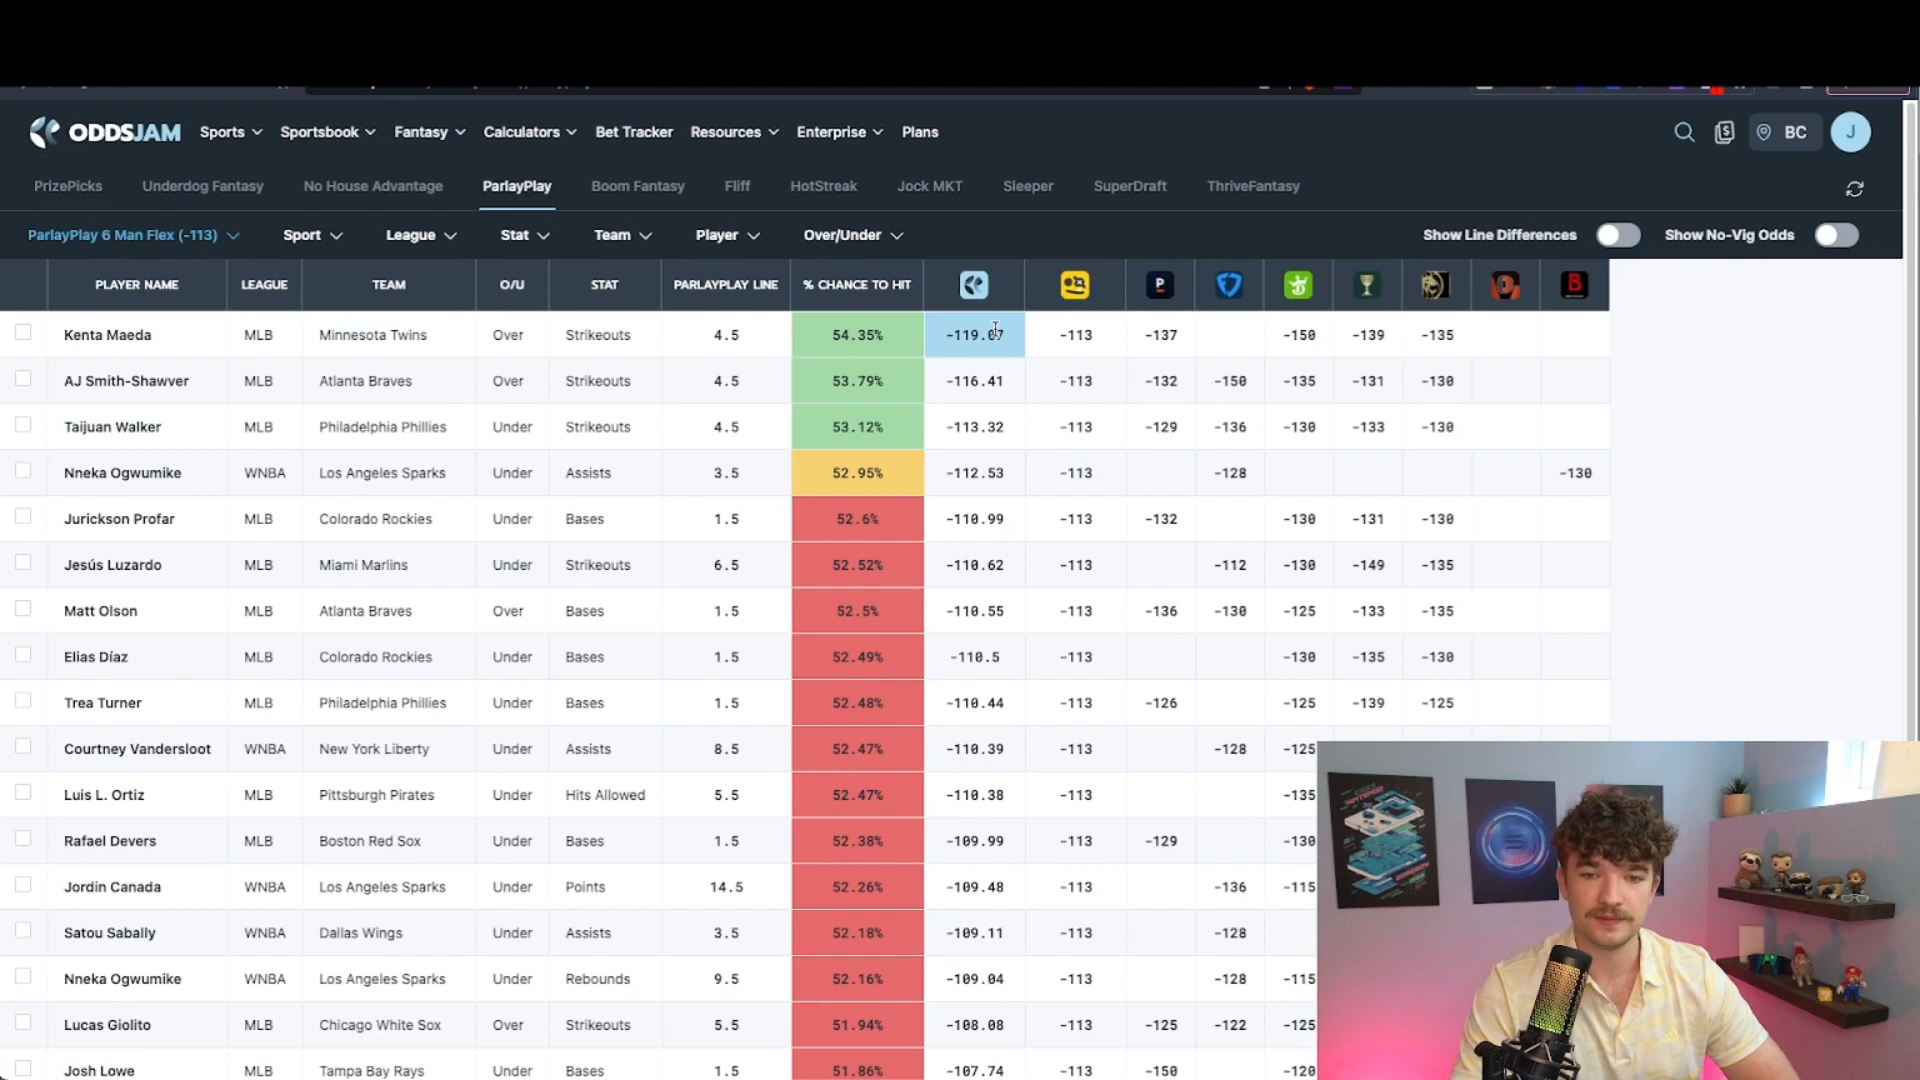 ODDSJAM Sports Sportsbook Fantasy Calculators Bet Tracker Resources Enterprise Plans BC J
PrizePicks Underdog Fantasy No House Advantage ParlayPlay Boom Fantasy Fliff HotStreak Jock MKT Sleeper SuperDraft ThriveFantasy
ParlayPlay 6 Man Flex (-113) Sport League Stat Team Player Over/Under Show Line Differences Show No-Vig Odds
PLAYER NAME LEAGUE TEAM O/U STAT PARLAYPLAY LINE % CHANCE TO HIT P B
Kenta Maeda MLB Minnesota Twins Over Strikeouts 4.5 54.35% -119.07 -113 -137 -150 -139 -135
AJ Smith-Shawver MLB Atlanta Braves Over Strikeouts 4.5 53.79% -116.41 -113 -132 -150 -135 -131 -130
Taijuan Walker MLB Philadelphia Phillies Under Strikeouts 4.5 53.12% -113.32 -113 -129 -136 -130 -133 -130
Nneka Ogwumike WNBA Los Angeles Sparks Under Assists 3.5 52.95% -112.53 -113 -128 -130
Jurickson Profar MLB Colorado Rockies Under Bases 1.5 52.6% -110.99 -113 -132 -130 -131 -130
Jesús Luzardo MLB Miami Marlins Under Strikeouts 6.5 52.52% -110.62 -113 -112 -130 -149 -135
Matt Olson MLB Atlanta Braves Over Bases 1.5 52.5% -110.55 -113 -136 -130 -125 -133 -135
Elias Díaz MLB Colorado Rockies Under Bases 1.5 52.49% -110.5 -113 -130 -135 -130
Trea Turner MLB Philadelphia Phillies Under Bases 1.5 52.48% -110.44 -113 -126 -125 -139 -125
Courtney Vandersloot WNBA New York Liberty Under Assists 8.5 52.47% -110.39 -113 -128 -125
Luis L. Ortiz MLB Pittsburgh Pirates Under Hits Allowed 5.5 52.47% -110.38 -113 -135
Rafael Devers MLB Boston Red Sox Under Bases 1.5 52.38% -109.99 -113 -129 -130
Jordin Canada WNBA Los Angeles Sparks Under Points 14.5 52.26% -109.48 -113 -136 -115
Satou Sabally WNBA Dallas Wings Under Assists 3.5 52.18% -109.11 -113 -128
Nneka Ogwumike WNBA Los Angeles Sparks Under Rebounds 9.5 52.16% -109.04 -113 -128 -115
Lucas Giolito MLB Chicago White Sox Over Strikeouts 5.5 51.94% -108.08 -113 -125 -122 -125
Josh Lowe MLB Tampa Bay Rays Under Bases 1.5 51.86% -107.74 -113 -150 -120